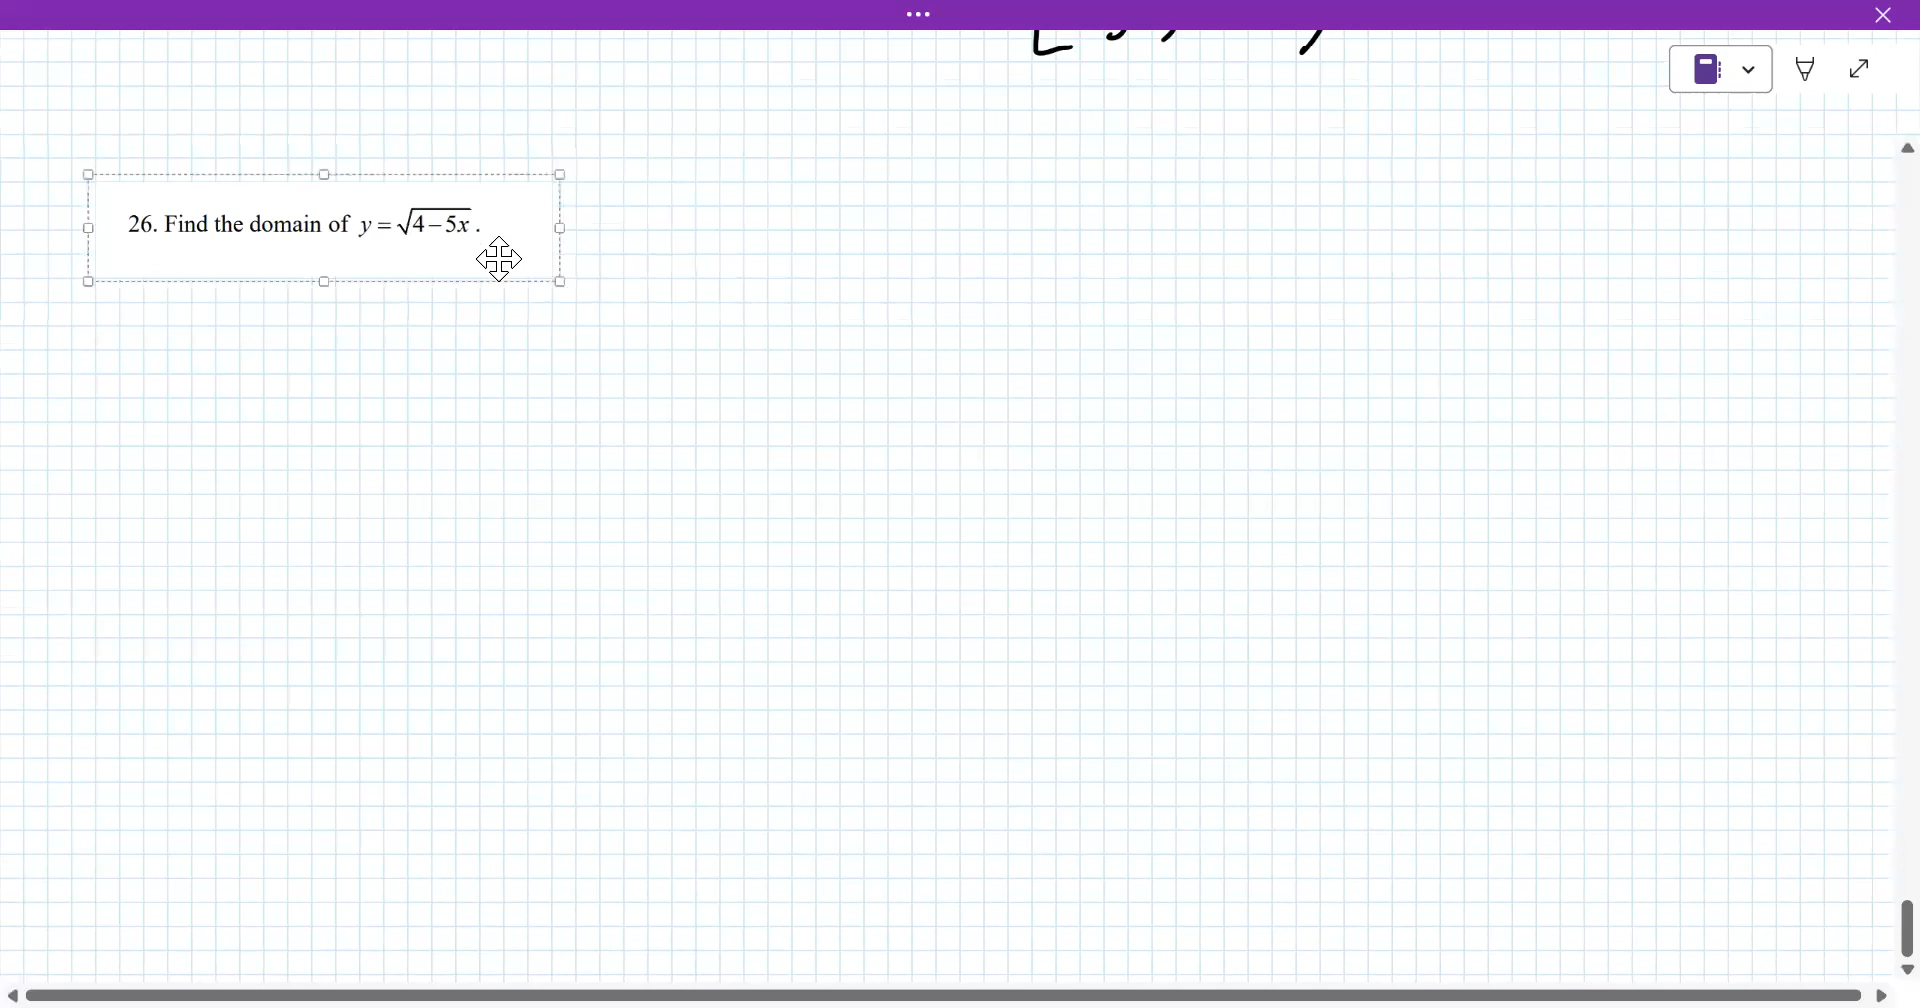 26. Find the domain of y = √4 – 5x .